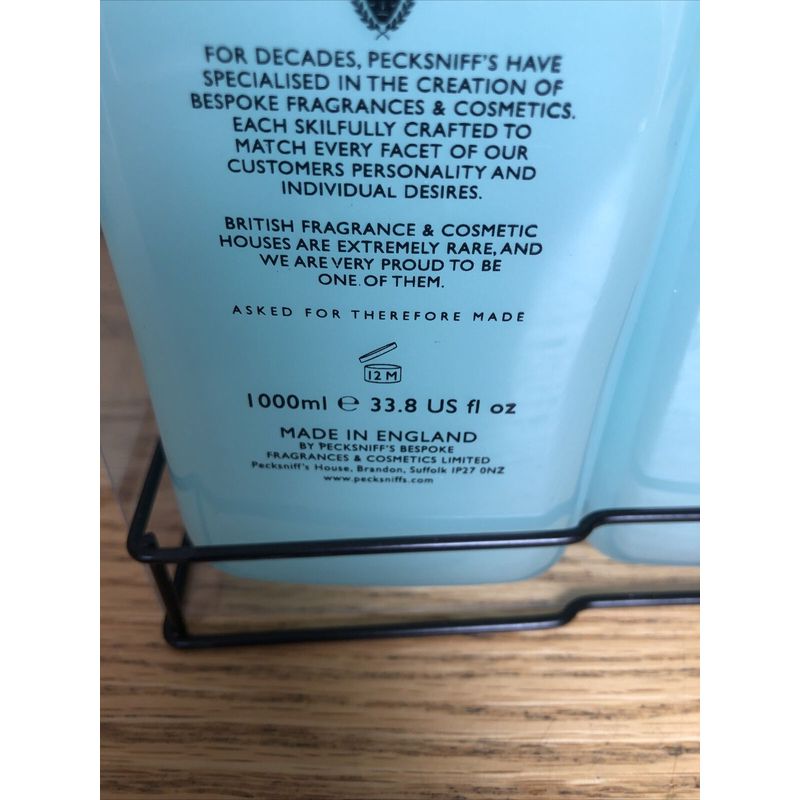 FOR DECADES, PECKSNIFF'S HAVE
SPECIALISED IN THE CREATION OF
BESPOKE FRAGRANCES & COSMETICS.
EACH SKILFULLY CRAFTED TO
MATCH EVERY FACET OF OUR
CUSTOMERS PERSONALITY AND
INDIVIDUAL DESIRES.
BRITISH FRAGRANCE & COSMETIC
HOUSES ARE EXTREMELY RARE, AND
WE ARE VERY PROUD TO BE
ONE OF THEM.
ASKED FOR THEREFORE MADE
12 M
1000ml ℮ 33.8 US fl oz
MADE IN ENGLAND
BY PECKSNIFF'S BESPOKE
FRAGRANCES & COSMETICS LIMITED
Pecksniff's House, Brandon, Suffolk IP27 0NZ
www.pecksniffs.com